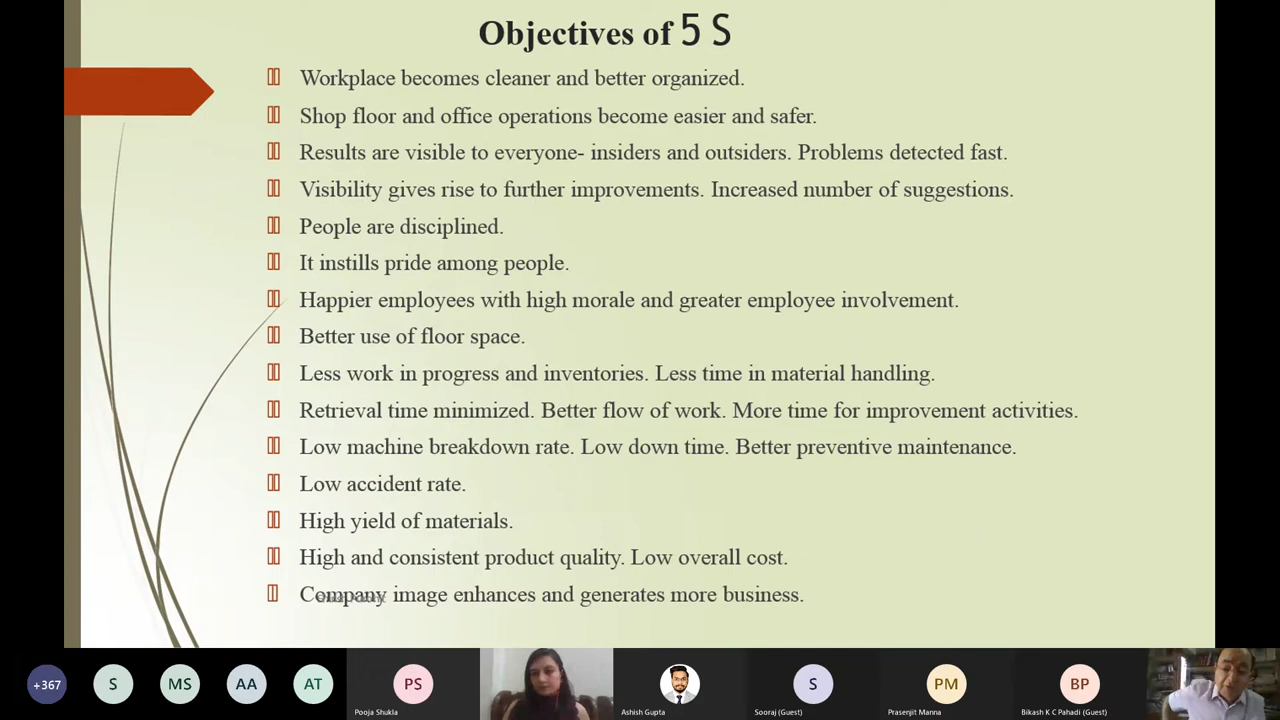 Objectives of 5 S
Workplace becomes cleaner and better organized.
Shop floor and office operations become easier and safer.
Results are visible to everyone- insiders and outsiders. Problems detected fast.
Visibility gives rise to further improvements. Increased number of suggestions.
People are disciplined.
It instills pride among people.
Happier employees with high morale and greater employee involvement.
Better use of floor space.
Less work in progress and inventories. Less time in material handling.
Retrieval time minimized. Better flow of work. More time for improvement activities.
Low machine breakdown rate. Low down time. Better preventive maintenance.
Low accident rate.
High yield of materials.
High and consistent product quality. Low overall cost.
Company image enhances and generates more business.
+367 S MS AA AT PS S PM BP
Pooja Shukla Ashish Gupta Sooraj (Guest) Prasenjit Manna Bikash K C Pahadi (Guest)